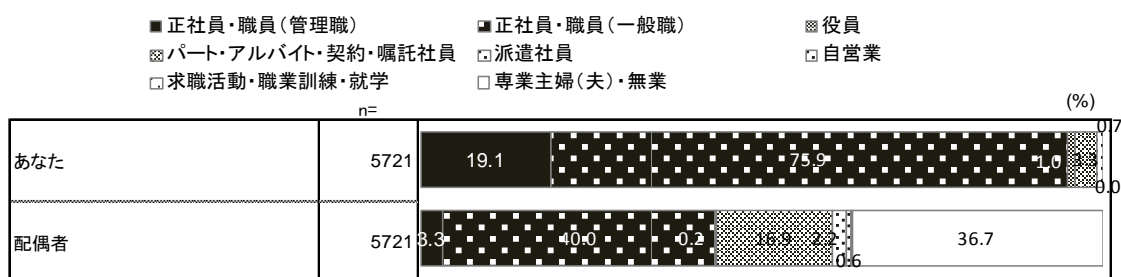 ■正社員・職員(管理職) 正社員・職員(一般職) 役員
パート・アルバイト・契約・嘱託社員 派遣社員 自営業
求職活動・職業訓練・就学 □専業主婦(夫)・無業
n=
(%)
あなた 5721 19.1 75.9 1.0 3.3 0.7 0.0
配偶者 5721 3.3 40.0 0.2 16.9 2.2 0.6 36.7